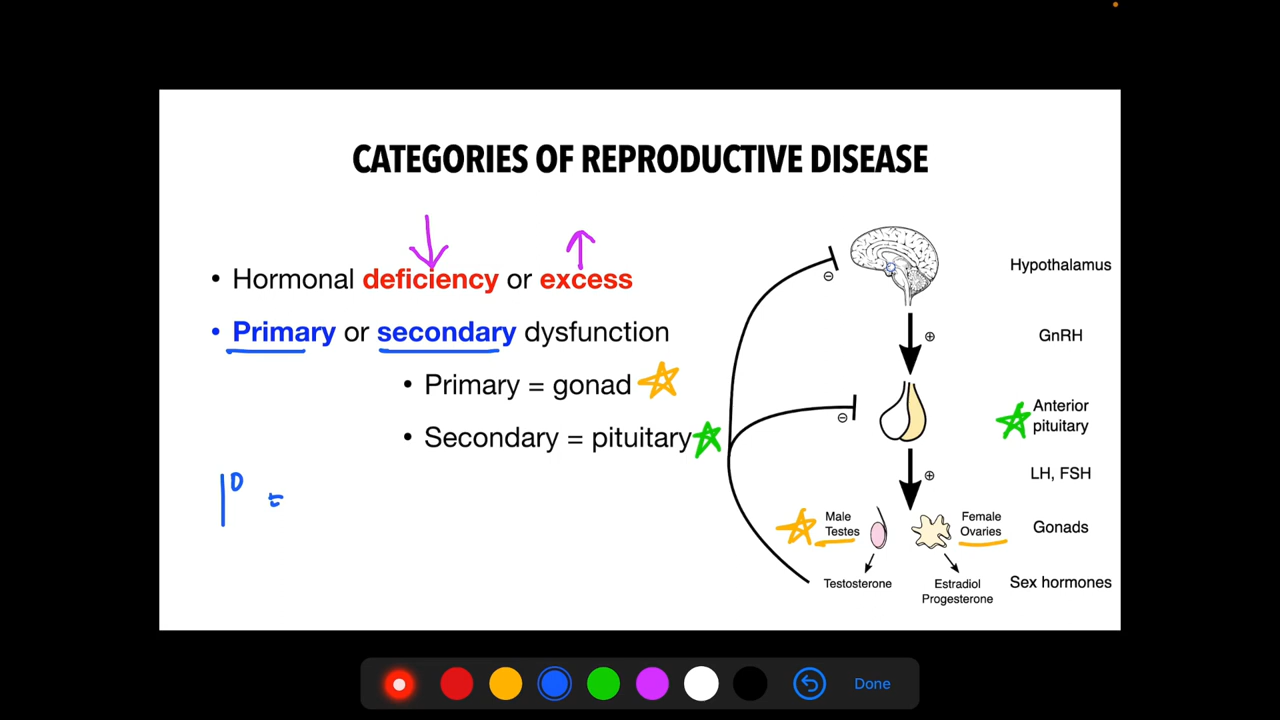 CATEGORIES OF REPRODUCTIVE DISEASE
• Hormonal deficiency or excess
• Primary or secondary dysfunction
• Primary = gonad
• Secondary = pituitary
1° =
Hypothalamus
⊖
⊕
GnRH
⊖
Anterior
pituitary
⊕
LH, FSH
Male
Testes
Female
Ovaries
Gonads
Testosterone
Estradiol
Progesterone
Sex hormones
Done